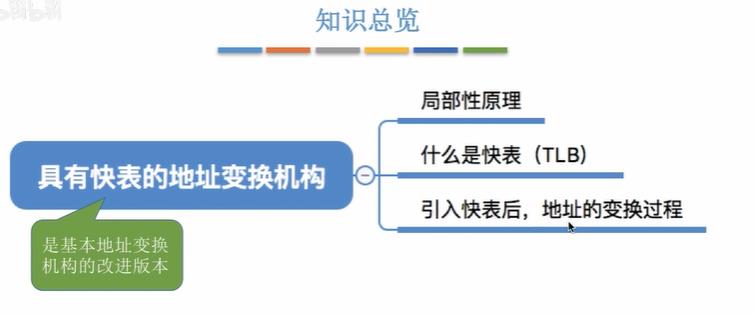 知识总览
局部性原理
具有快表的地址变换机构
什么是快表（TLB）
引入快表后，地址的变换过程
是基本地址变换
机构的改进版本